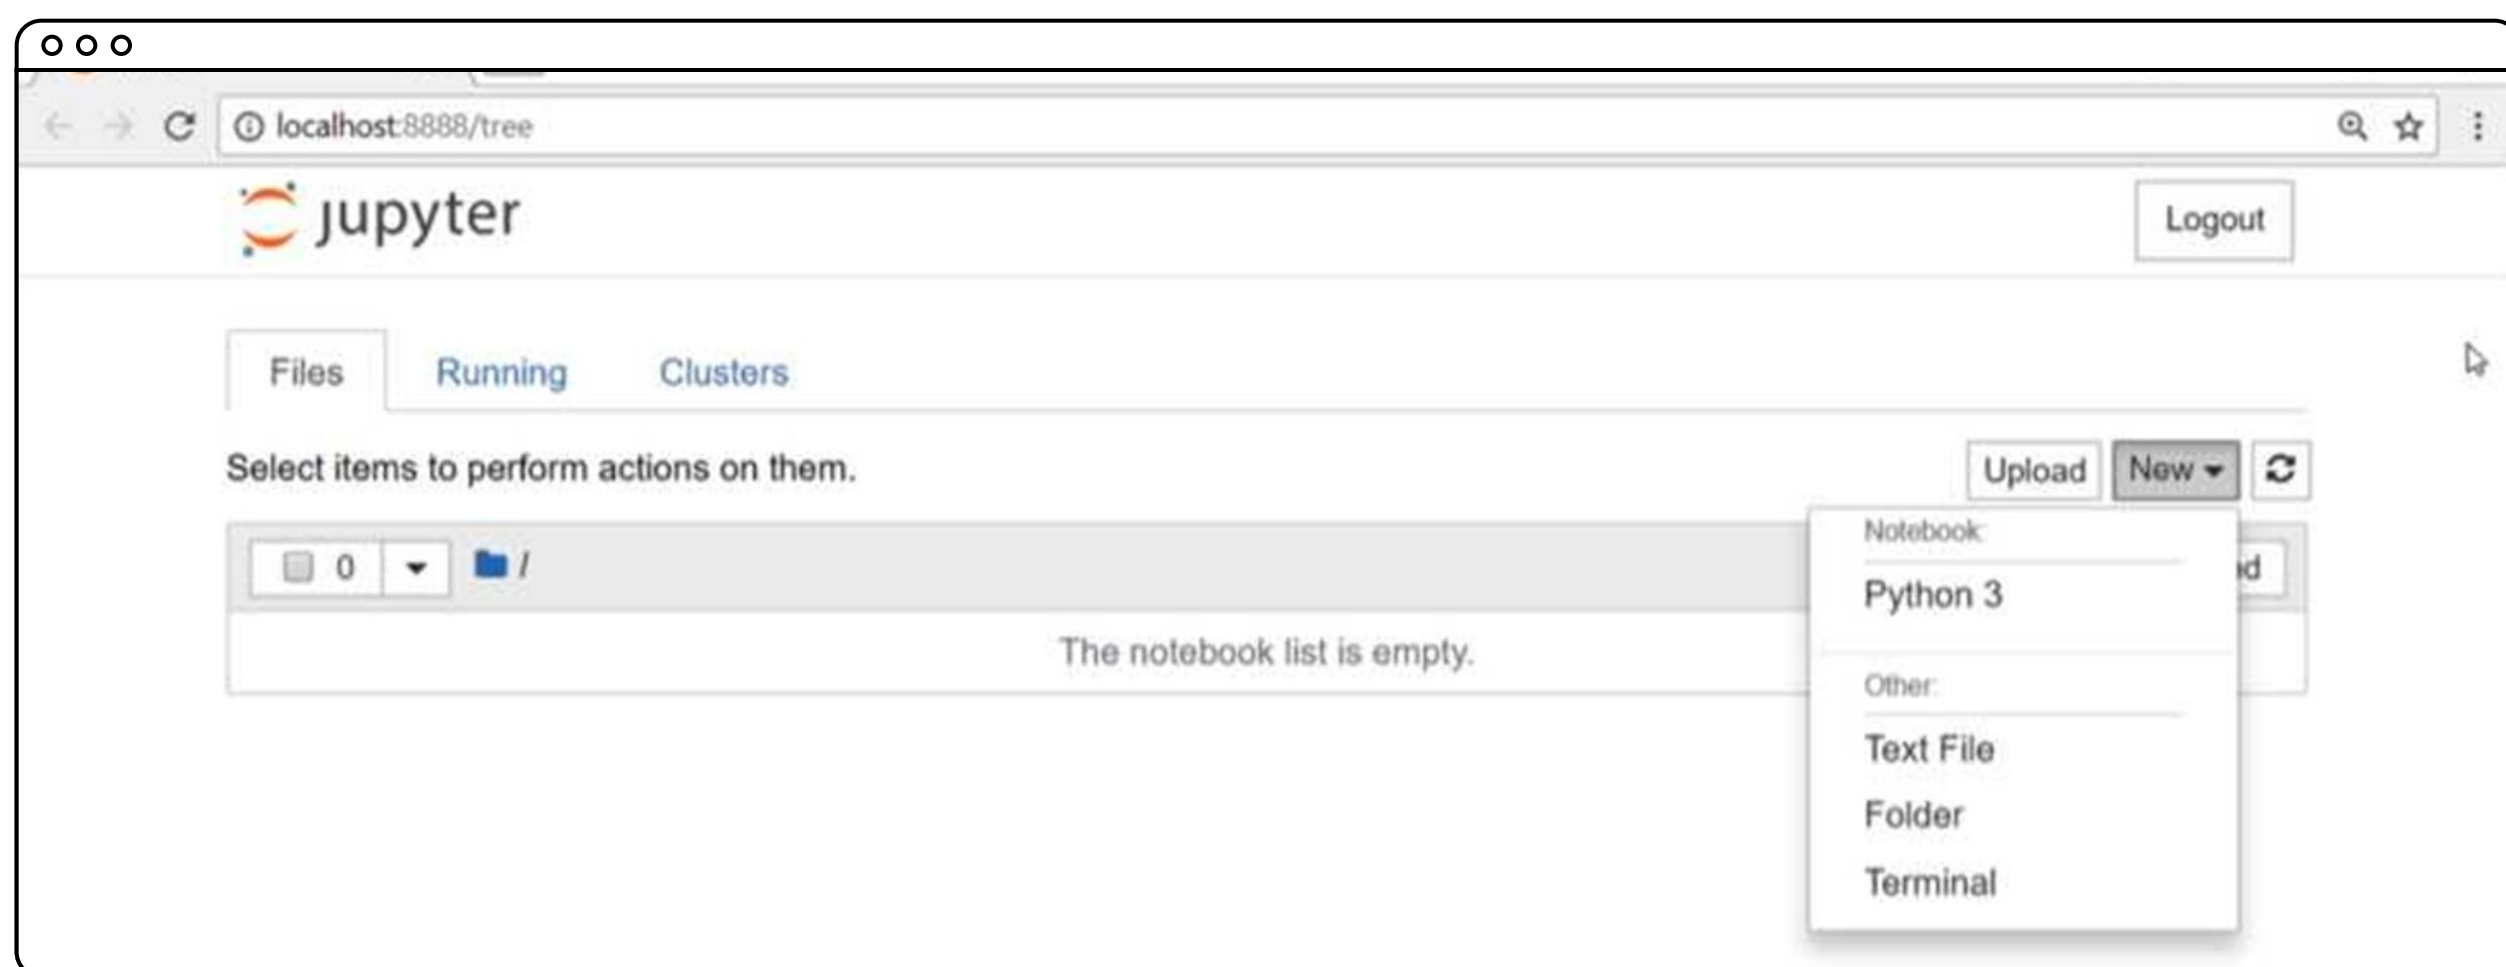 localhost:8888/tree
jupyter
Logout
Files Running Clusters
Select items to perform actions on them.
Upload New
0 /
Notebook:
Python 3
The notebook list is empty.
Other:
Text File
Folder
Terminal